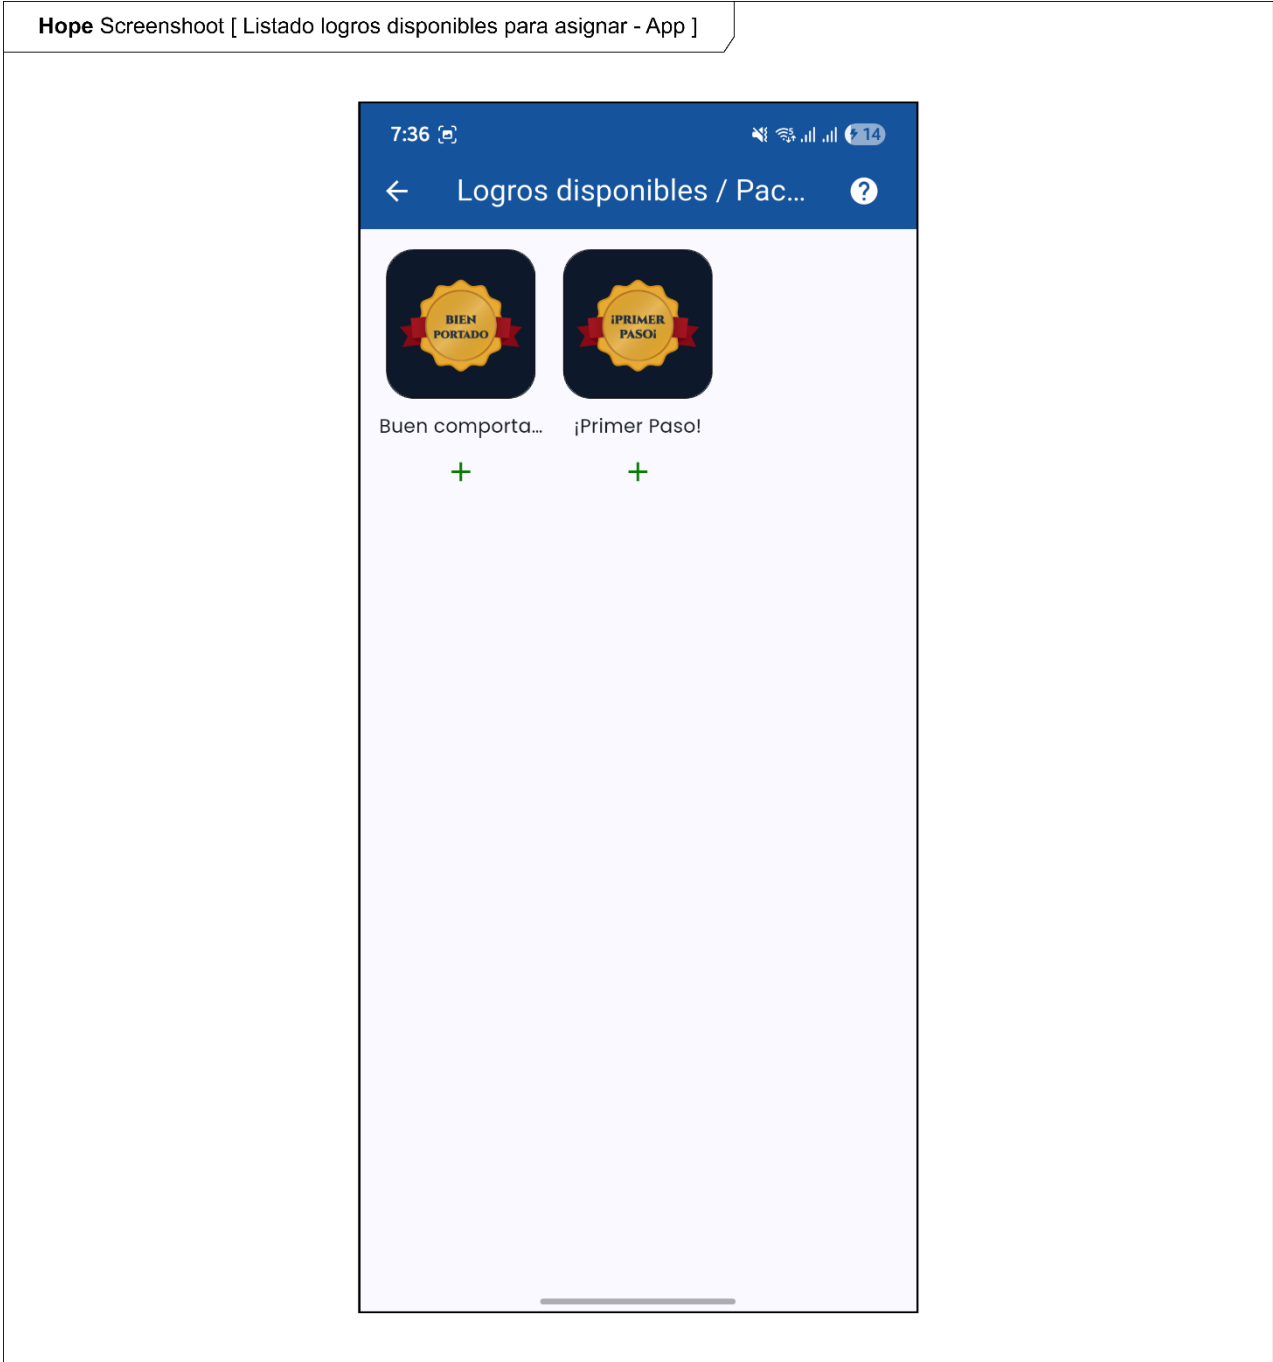 Hope Screenshoot [ Listado logros disponibles para asignar - App ]
7:36
14
Logros disponibles / Pac...
BIEN
PORTADO
¡PRIMER
PASO¡
Buen comporta...
¡Primer Paso!